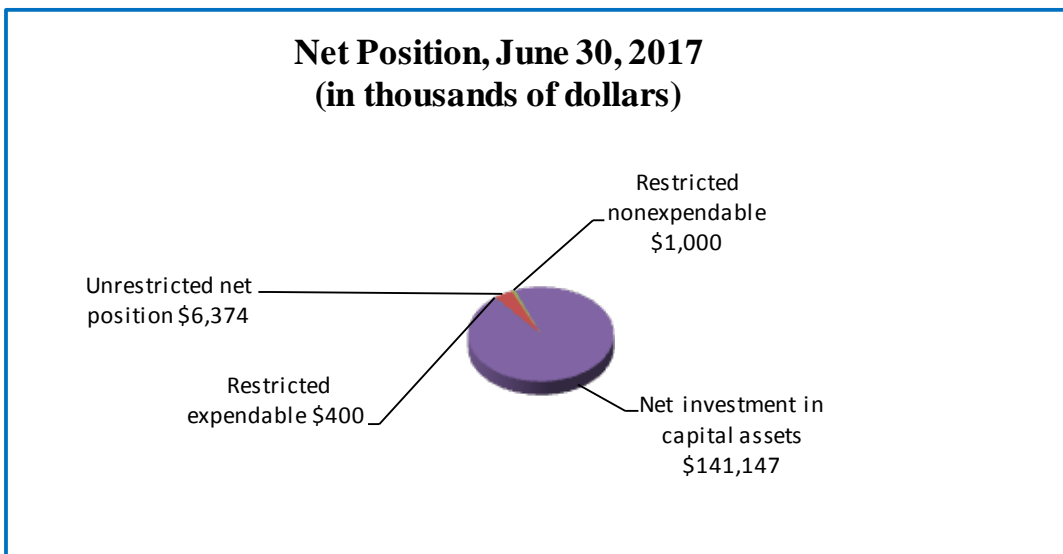 Net Position, June 30, 2017
(in thousands of dollars)
Restricted
nonexpendable
$1,000
Unrestricted net
position $6,374
Restricted
expendable $400
Net investment in
capital assets
$141,147